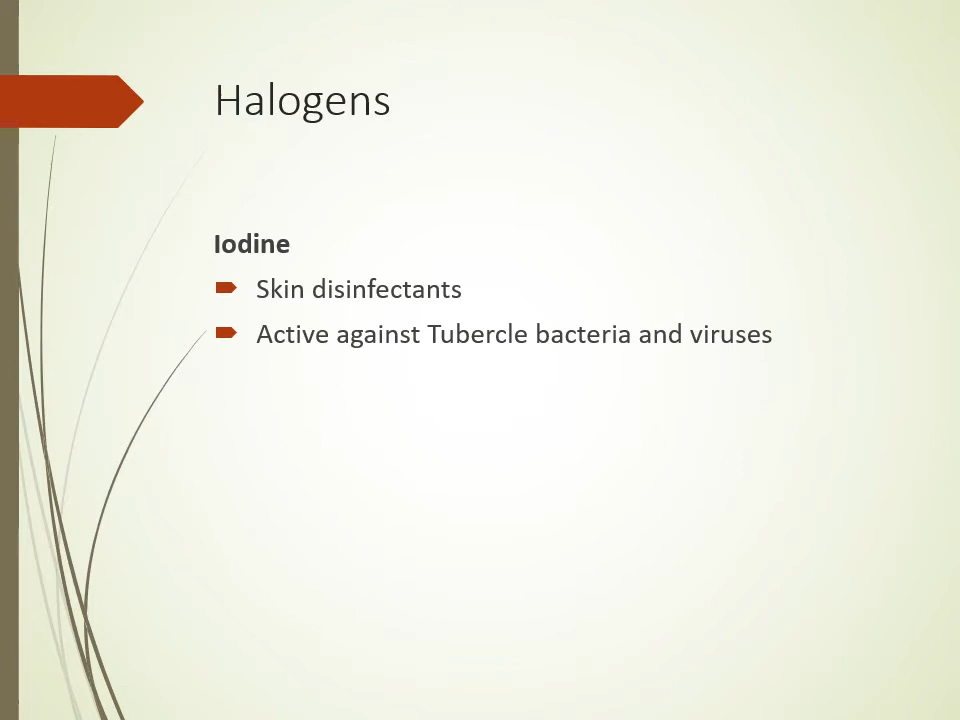 Halogens
Iodine
Skin disinfectants
Active against Tubercle bacteria and viruses